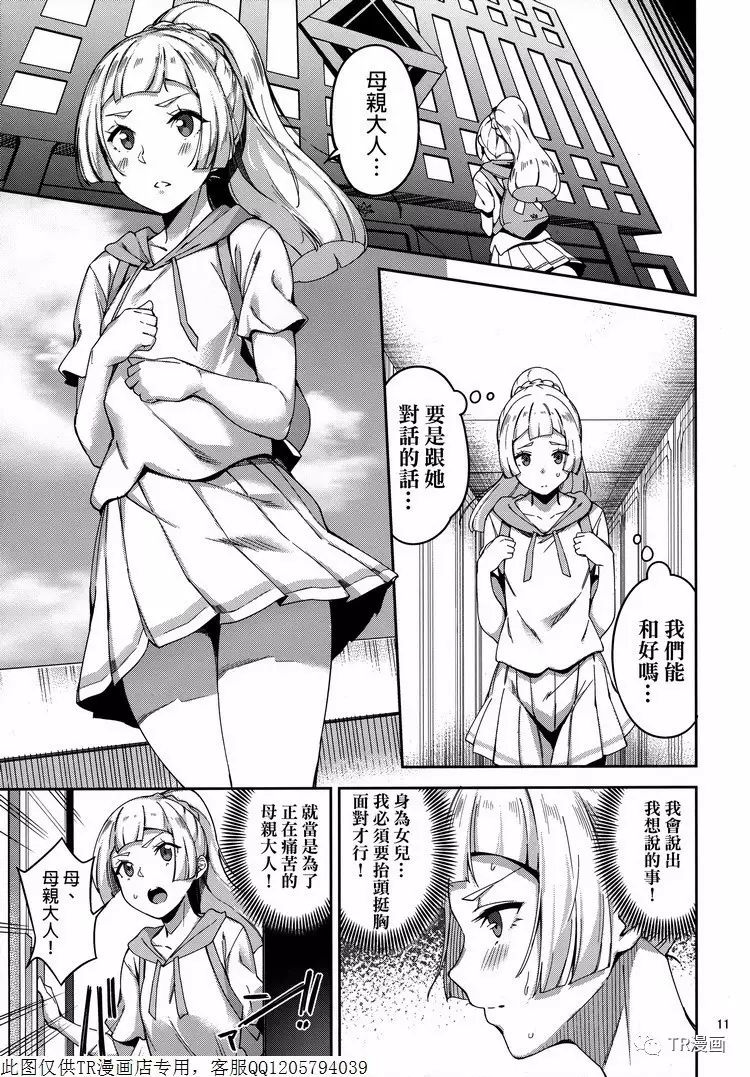 母親大人…
要是跟她
對話的話…
我們能
和好嗎…
我會說出
我想說的事！
身為女兒…
我必須要抬頭挺胸
面對才行！
就當是為了
正在痛苦的
母親大人！
母、
母親大人！
11
TR漫画
此图仅供TR漫画店专用，客服QQ1205794039